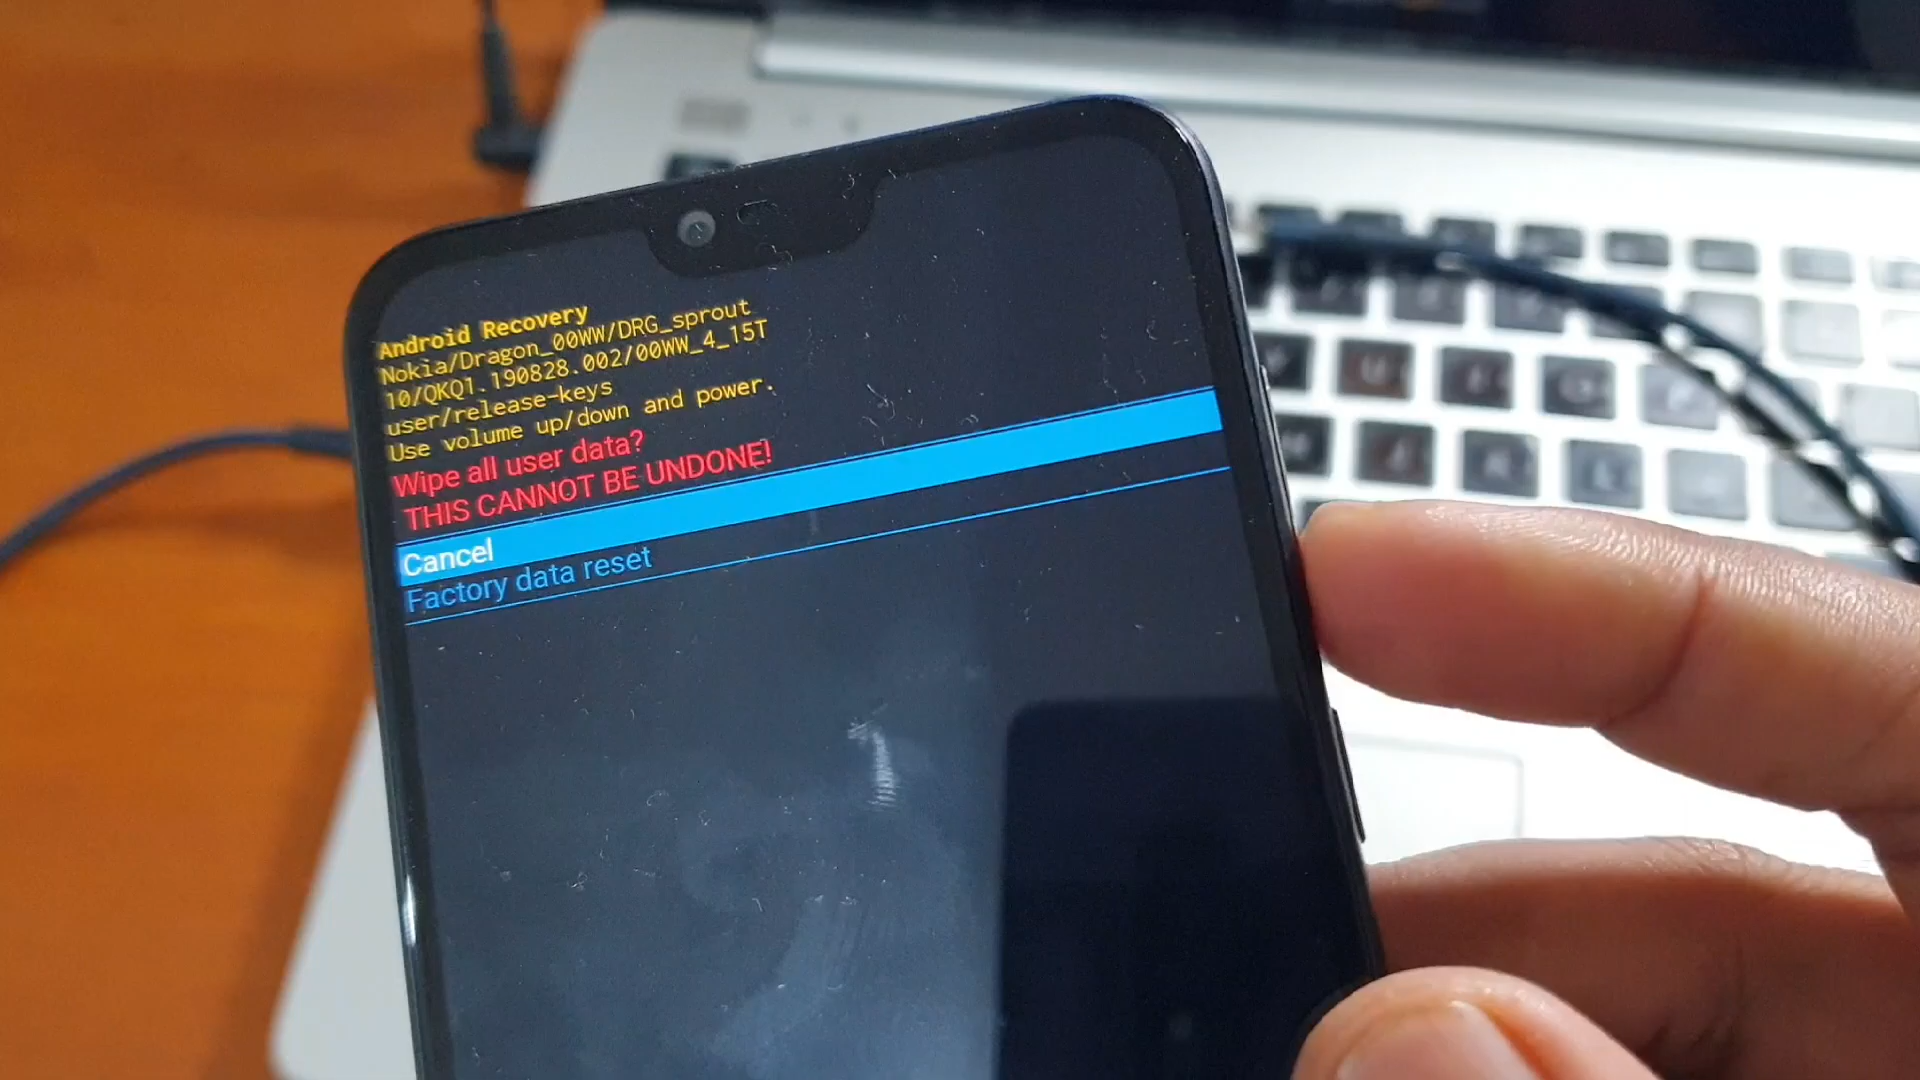 Android Recovery
Nokia/Dragon_00WW/DRG_sprout
10/QKQ1.190828.002/00WW_4_15T
user/release-keys
Use volume up/down and power.
Wipe all user data?
THIS CANNOT BE UNDONE!
Cancel
Factory data reset